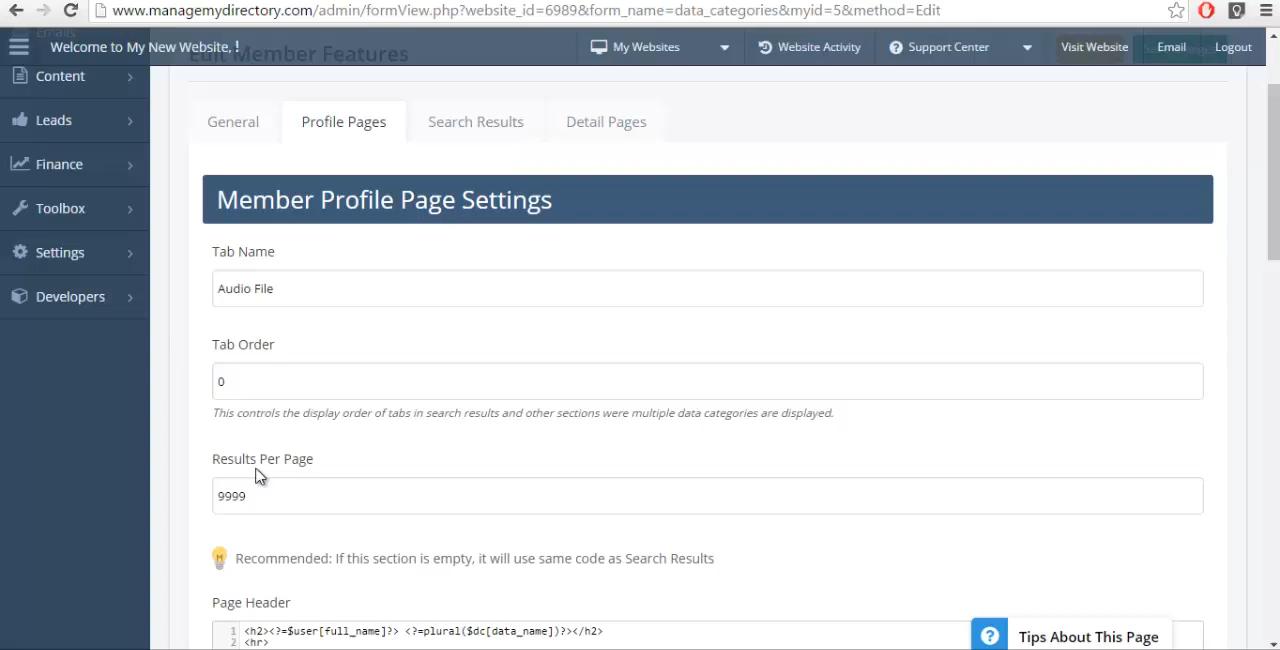 www.managemydirectory.com/admin/formView.php?website_id=6989&form_name=data_categories&myid=5&method=Edit
Emails
Welcome to My New Website, !
My Websites
Website Activity
Support Center
Visit Website
Email
Logout
Edit Member Features
Content
Leads
Finance
Toolbox
Settings
Developers
General
Profile Pages
Search Results
Detail Pages
Member Profile Page Settings
Tab Name
Audio File
Tab Order
0
This controls the display order of tabs in search results and other sections were multiple data categories are displayed.
Results Per Page
9999
Recommended: If this section is empty, it will use same code as Search Results
Page Header
1 <h2><?=$user[full_name]?> <?=plural($dc[data_name])?></h2>
2 <hr>
Tips About This Page